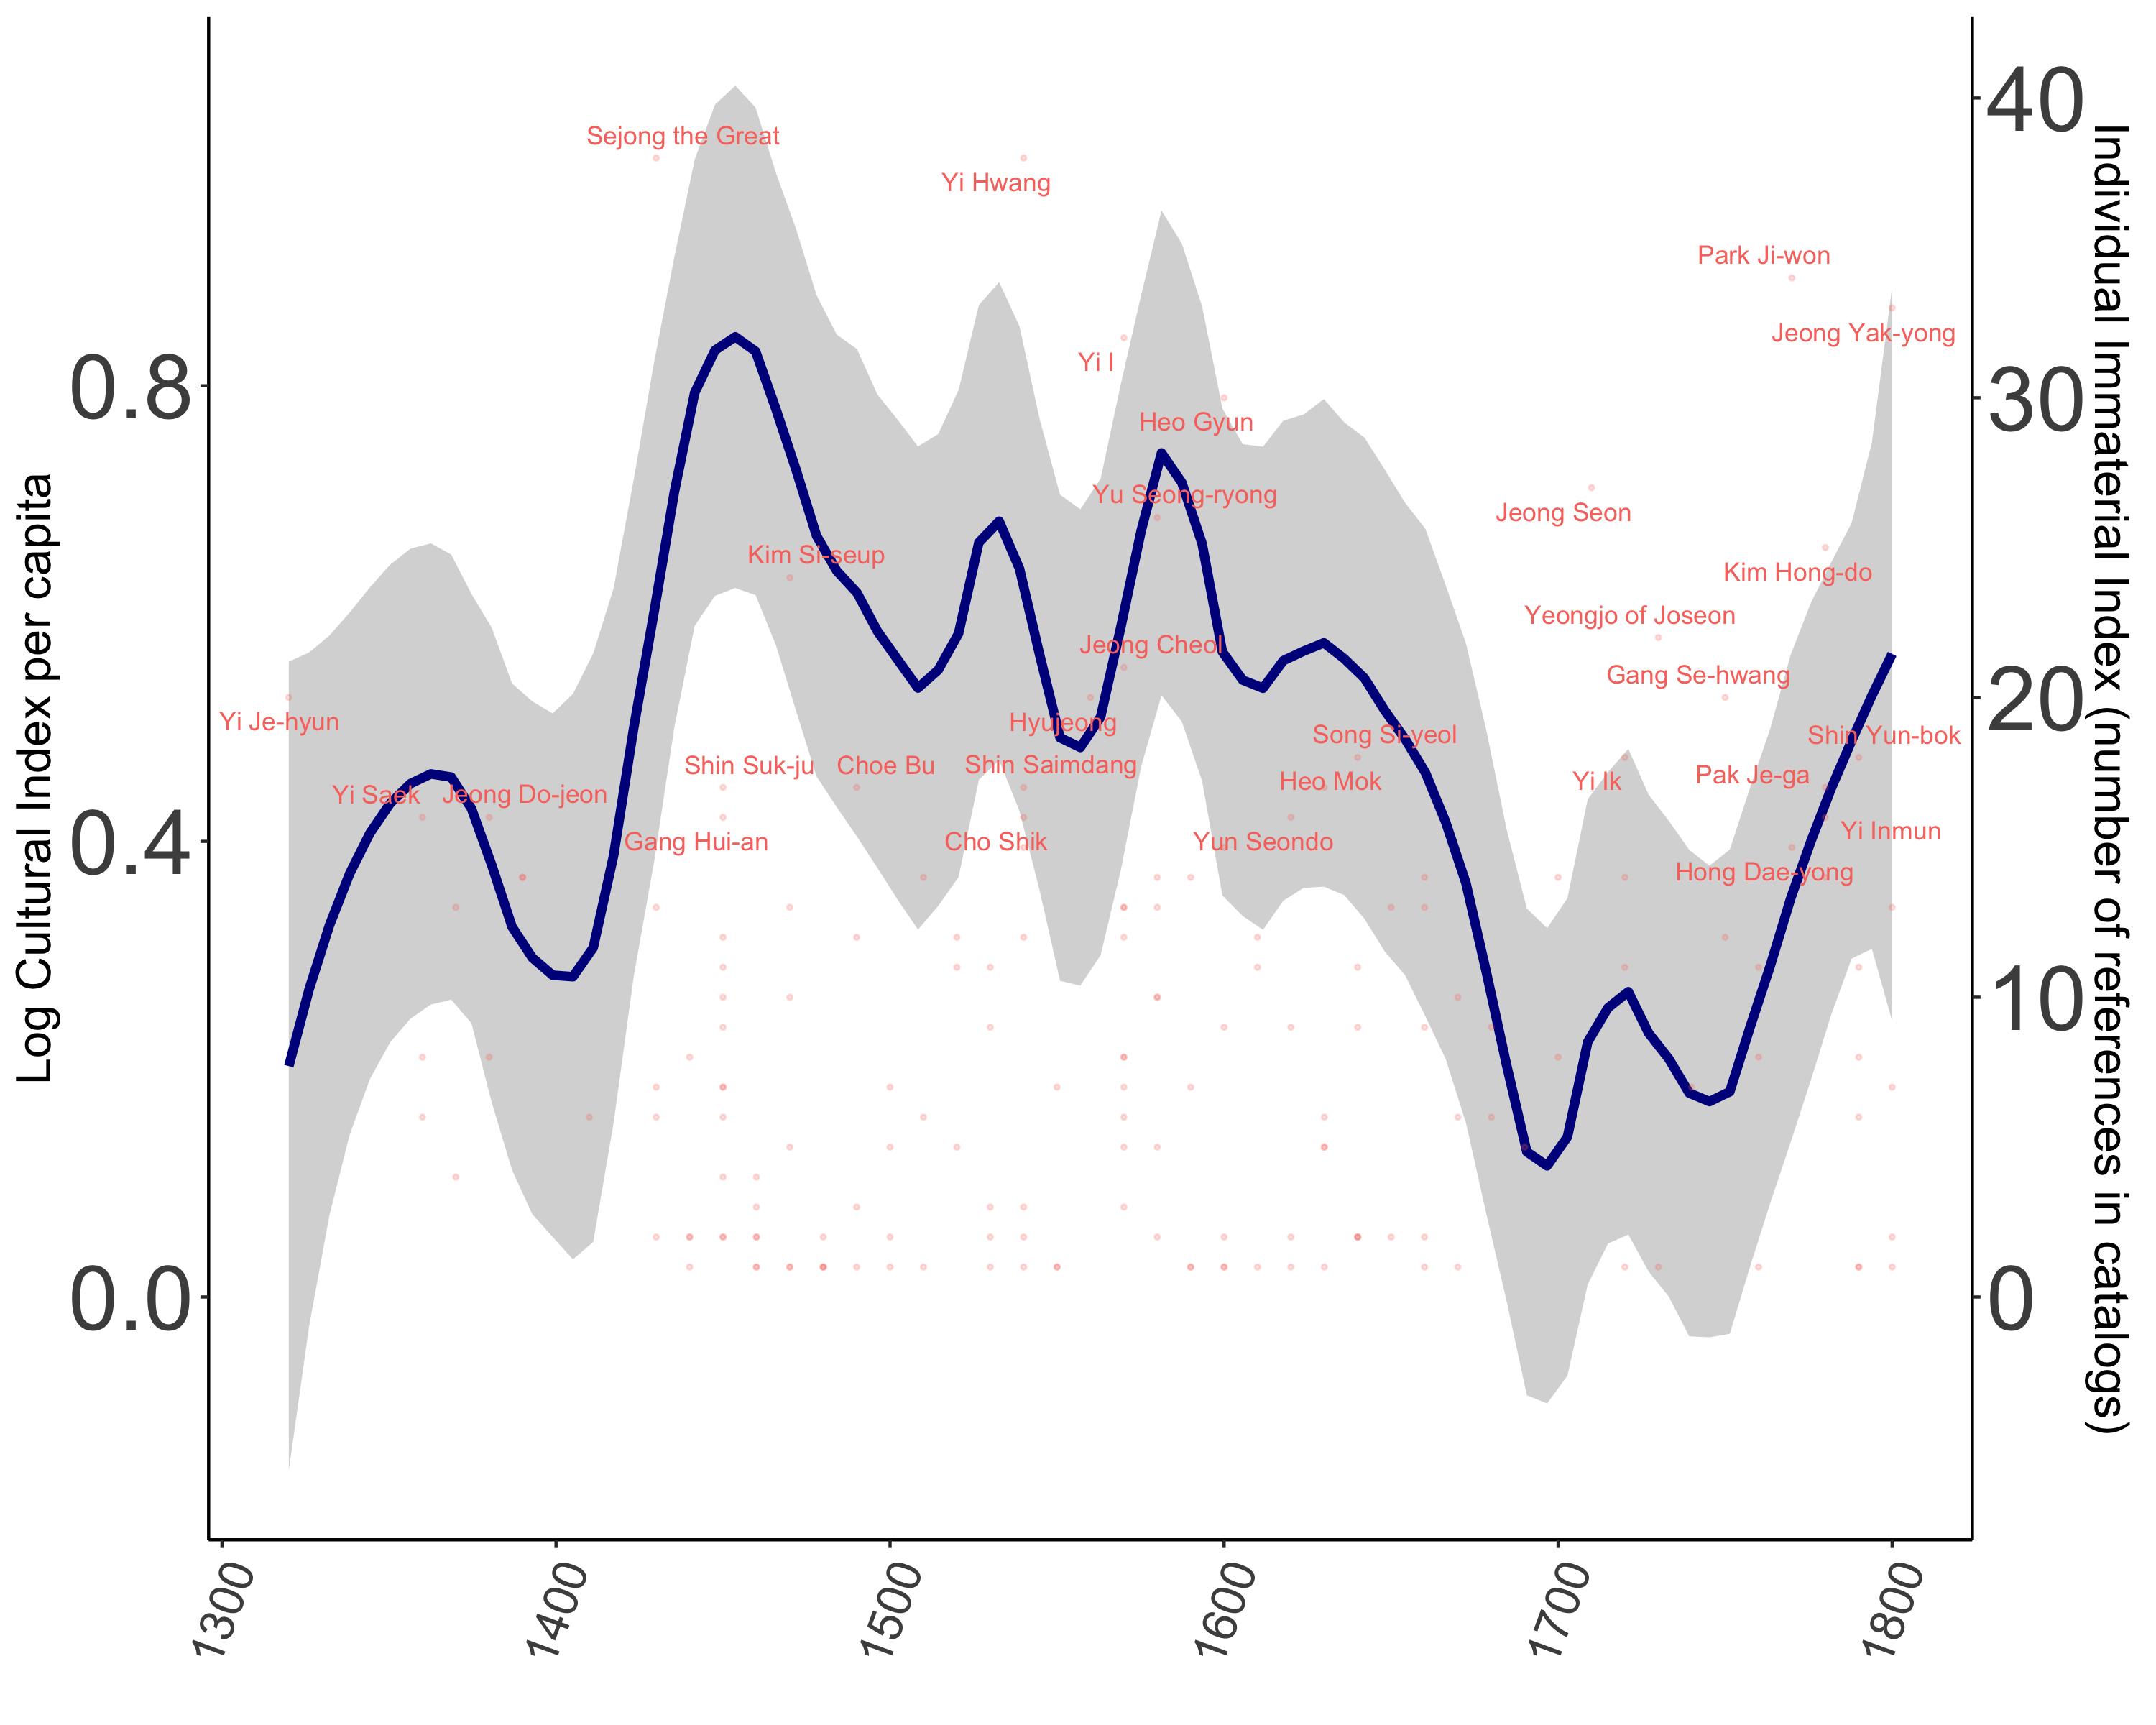 Log Cultural Index per capita
0.8
0.4
0.0
40
30
20
10
0
Individual Immaterial Index (number of references in catalogs)
Sejong the Great
Yi Hwang
Park Ji-won
Jeong Yak-yong
Yi I
Heo Gyun
Yu Seong-ryong
Jeong Seon
Kim Si-seup
Kim Hong-do
Yeongjo of Joseon
Jeong Cheol
Gang Se-hwang
Yi Je-hyun
Hyujeong
Song Si-yeol
Shin Yun-bok
Shin Suk-ju
Choe Bu
Shin Saimdang
Heo Mok
Yi Ik
Pak Je-ga
Yi Saek
Jeong Do-jeon
Gang Hui-an
Cho Shik
Yun Seondo
Yi Inmun
Hong Dae-yong
1300
1400
1500
1600
1700
1800